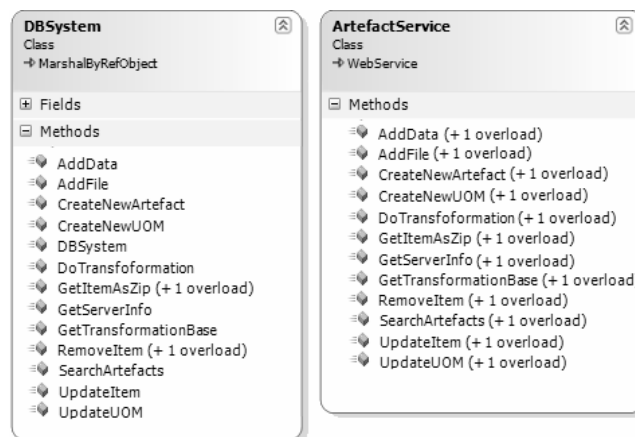 DBSystem
Class
MarshalByRefObject
Fields
Methods
AddData
AddFile
CreateNewArtefact
CreateNewUOM
DBSystem
DoTransfoformation
GetItemAsZip (+ 1 overload)
GetServerInfo
GetTransformationBase
RemoveItem (+ 1 overload)
SearchArtefacts
UpdateItem
UpdateUOM
ArtefactService
Class
WebService
Methods
AddData (+ 1 overload)
AddFile (+ 1 overload)
CreateNewArtefact (+ 1 overload)
CreateNewUOM (+ 1 overload)
DoTransfoformation (+ 1 overload)
GetItemAsZip (+ 1 overload)
GetServerInfo (+ 1 overload)
GetTransformationBase (+ 1 overload
RemoveItem (+ 1 overload)
SearchArtefacts (+ 1 overload)
UpdateItem (+ 1 overload)
UpdateUOM (+ 1 overload)